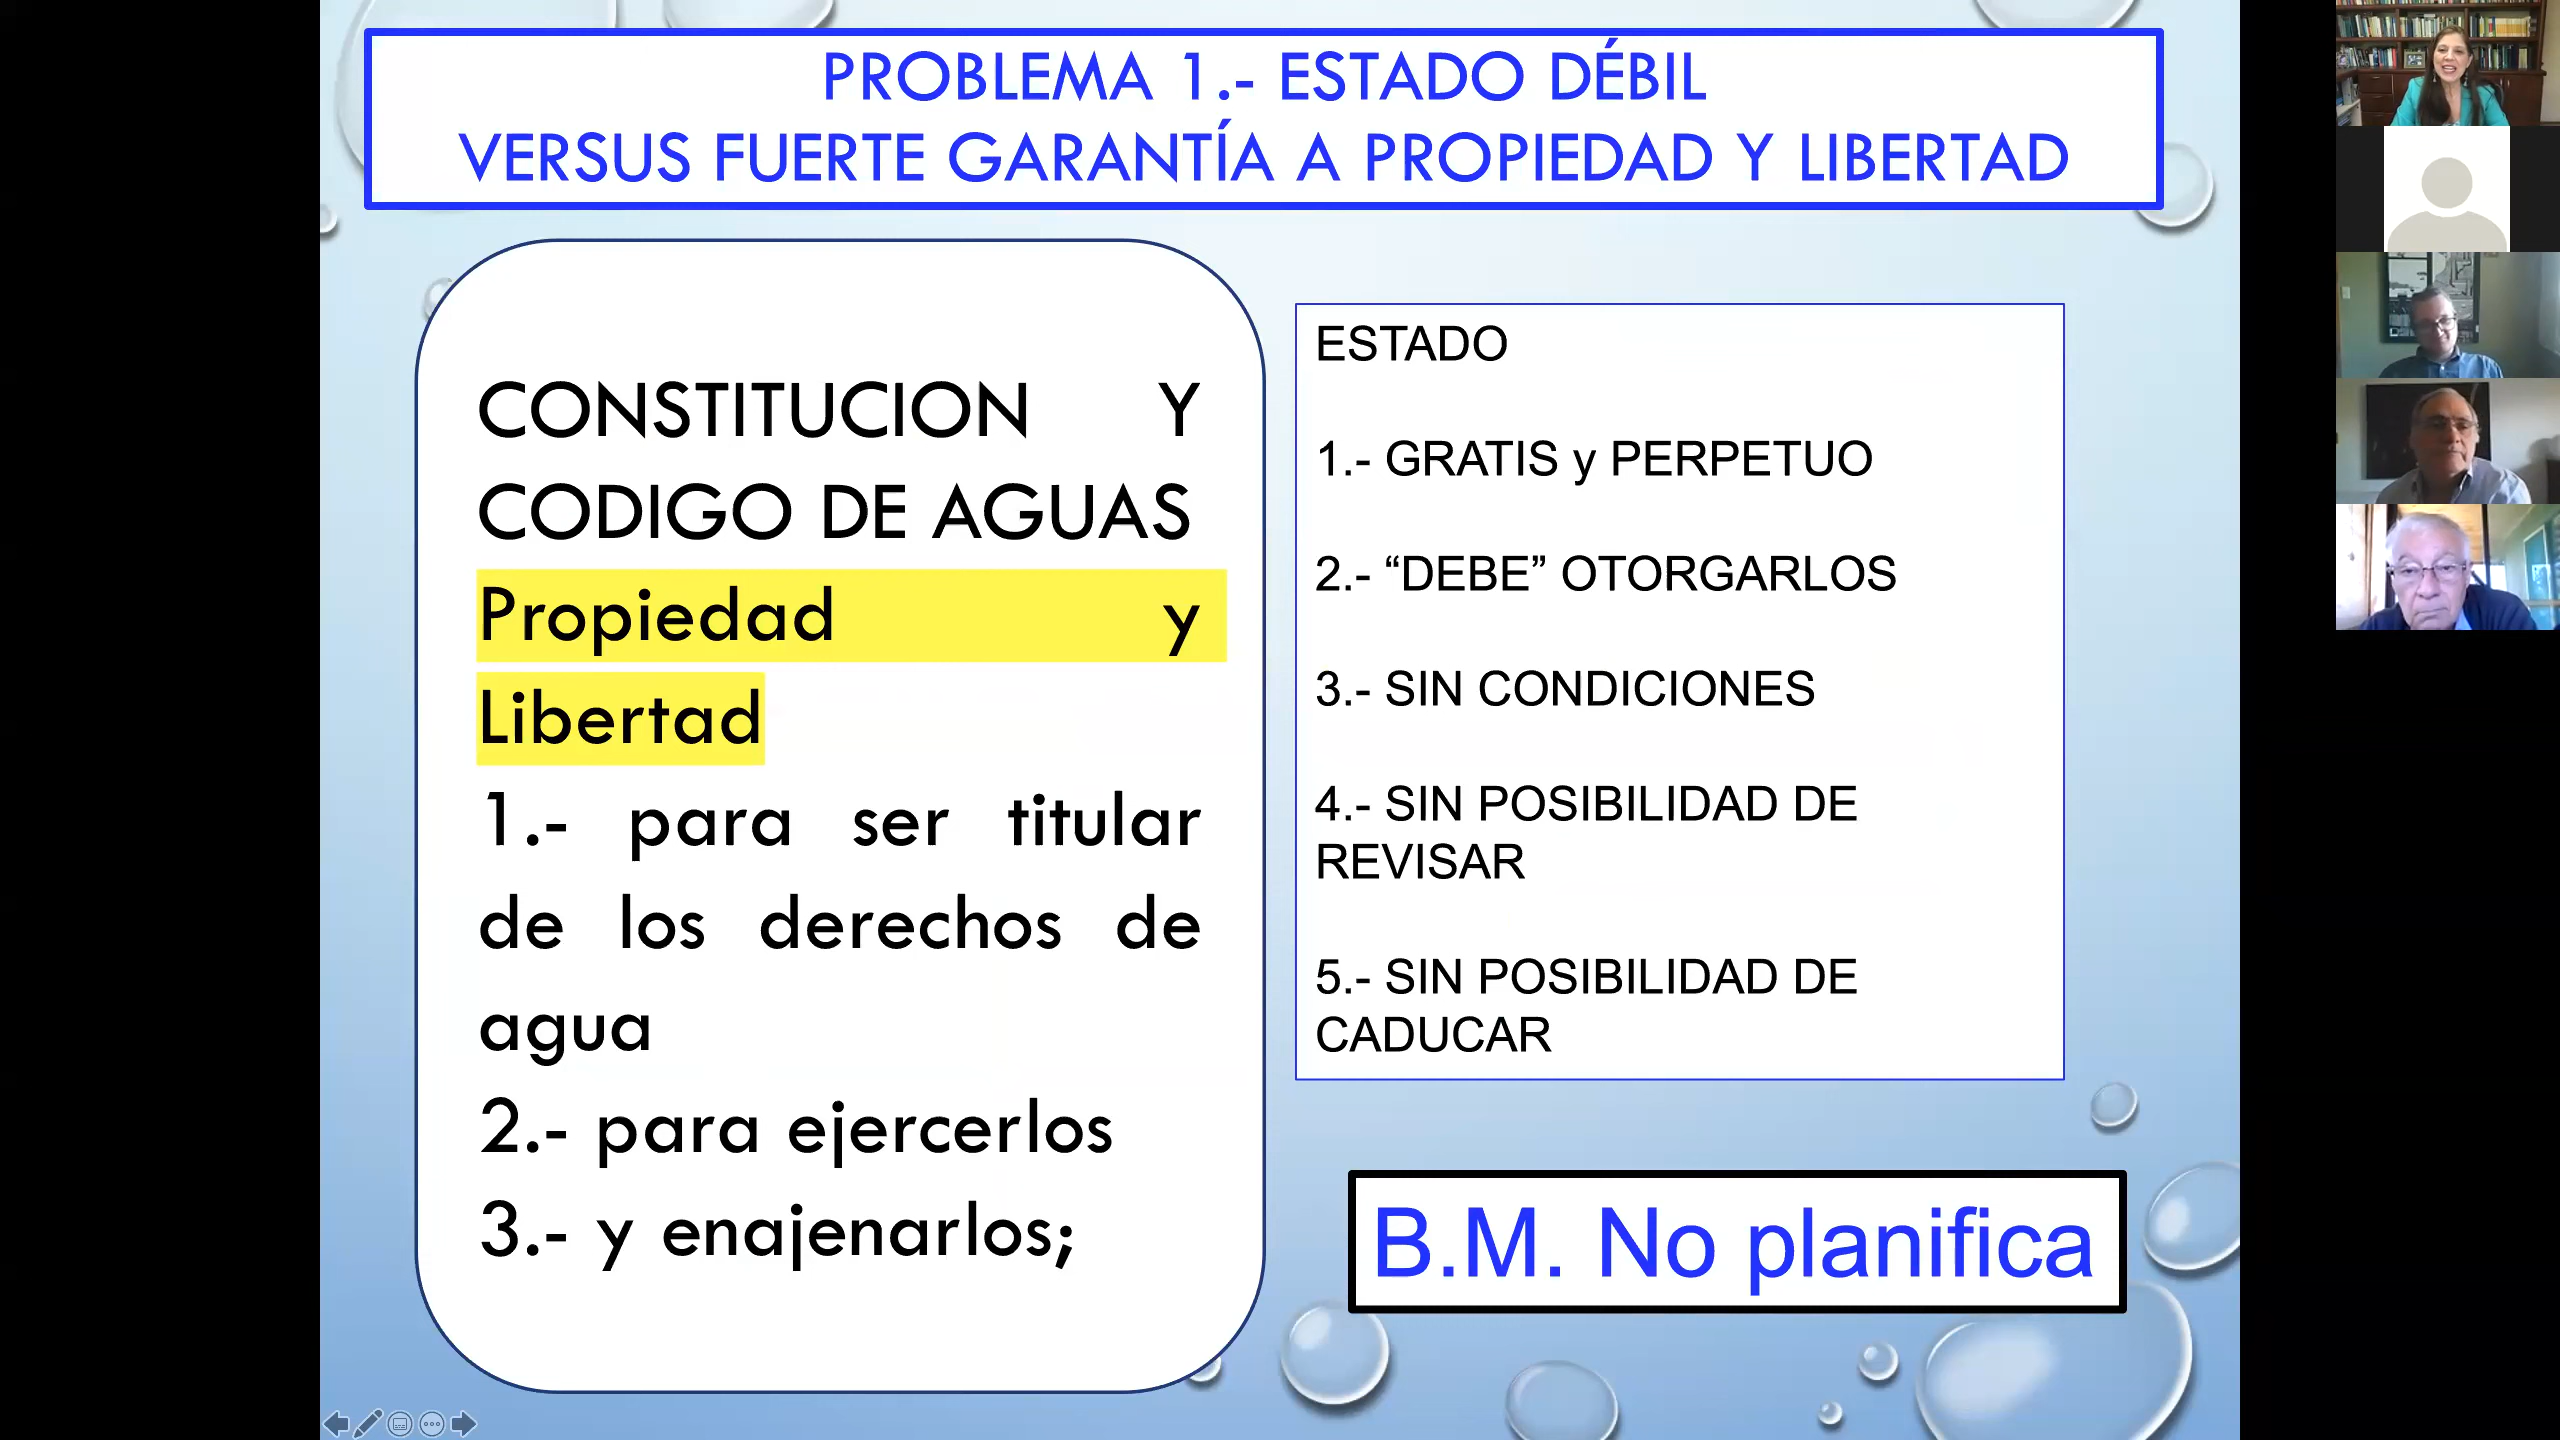 PROBLEMA 1.- ESTADO DÉBIL
VERSUS FUERTE GARANTÍA A PROPIEDAD Y LIBERTAD
CONSTITUCION Y
CODIGO DE AGUAS
Propiedad y
Libertad
1.- para ser titular
de los derechos de
agua
2.- para ejercerlos
3.- y enajenarlos;
ESTADO
1.- GRATIS y PERPETUO
2.- “DEBE” OTORGARLOS
3.- SIN CONDICIONES
4.- SIN POSIBILIDAD DE
REVISAR
5.- SIN POSIBILIDAD DE
CADUCAR
B.M. No planifica